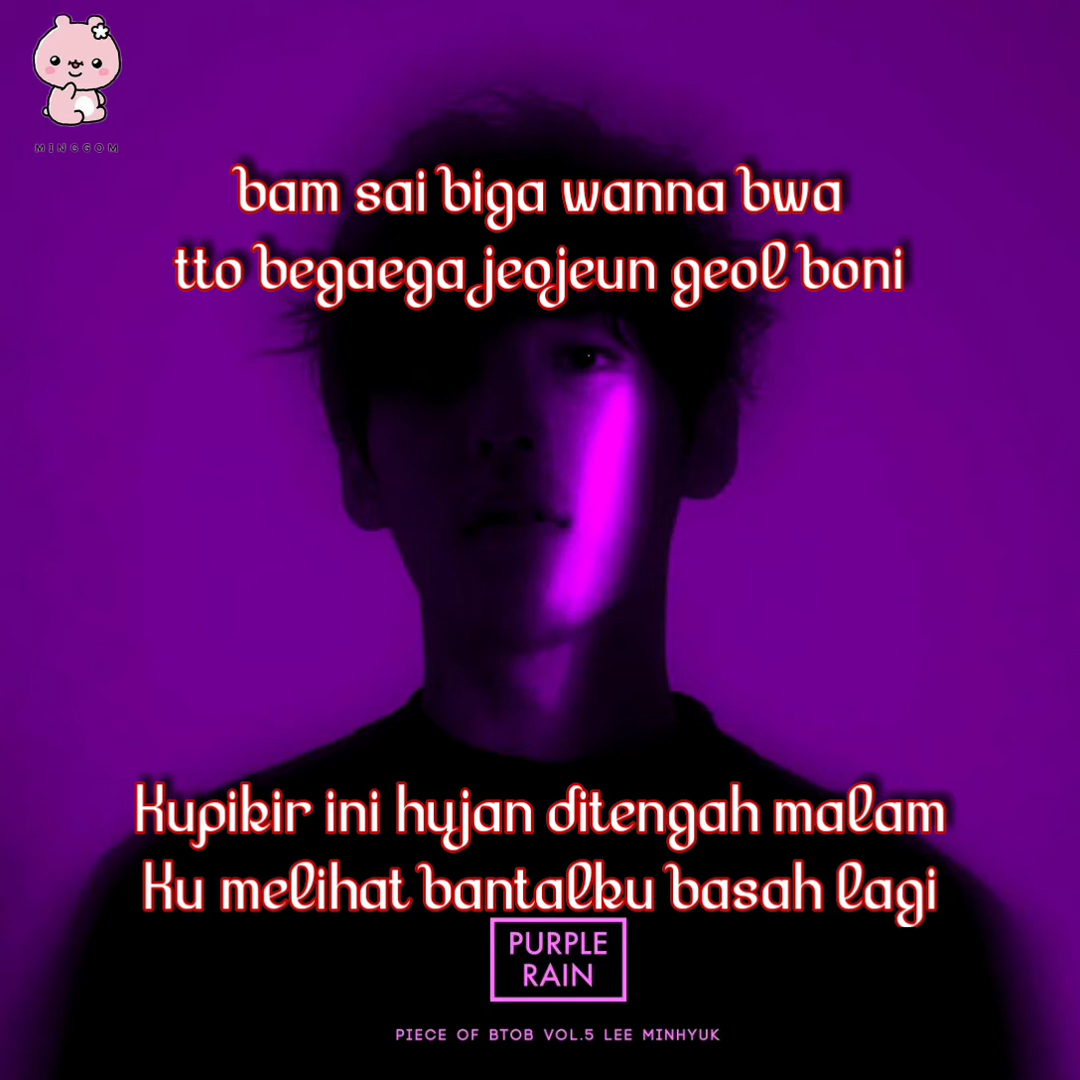 MINGGOM
bam sai biga wanna bwa
tto begaega jeojeun geol boni
Kupikir ini hujan ditengah malam
Ku melihat bantalku basah lagi
PURPLE
RAIN
PIECE OF BTOB VOL.5 LEE MINHYUK